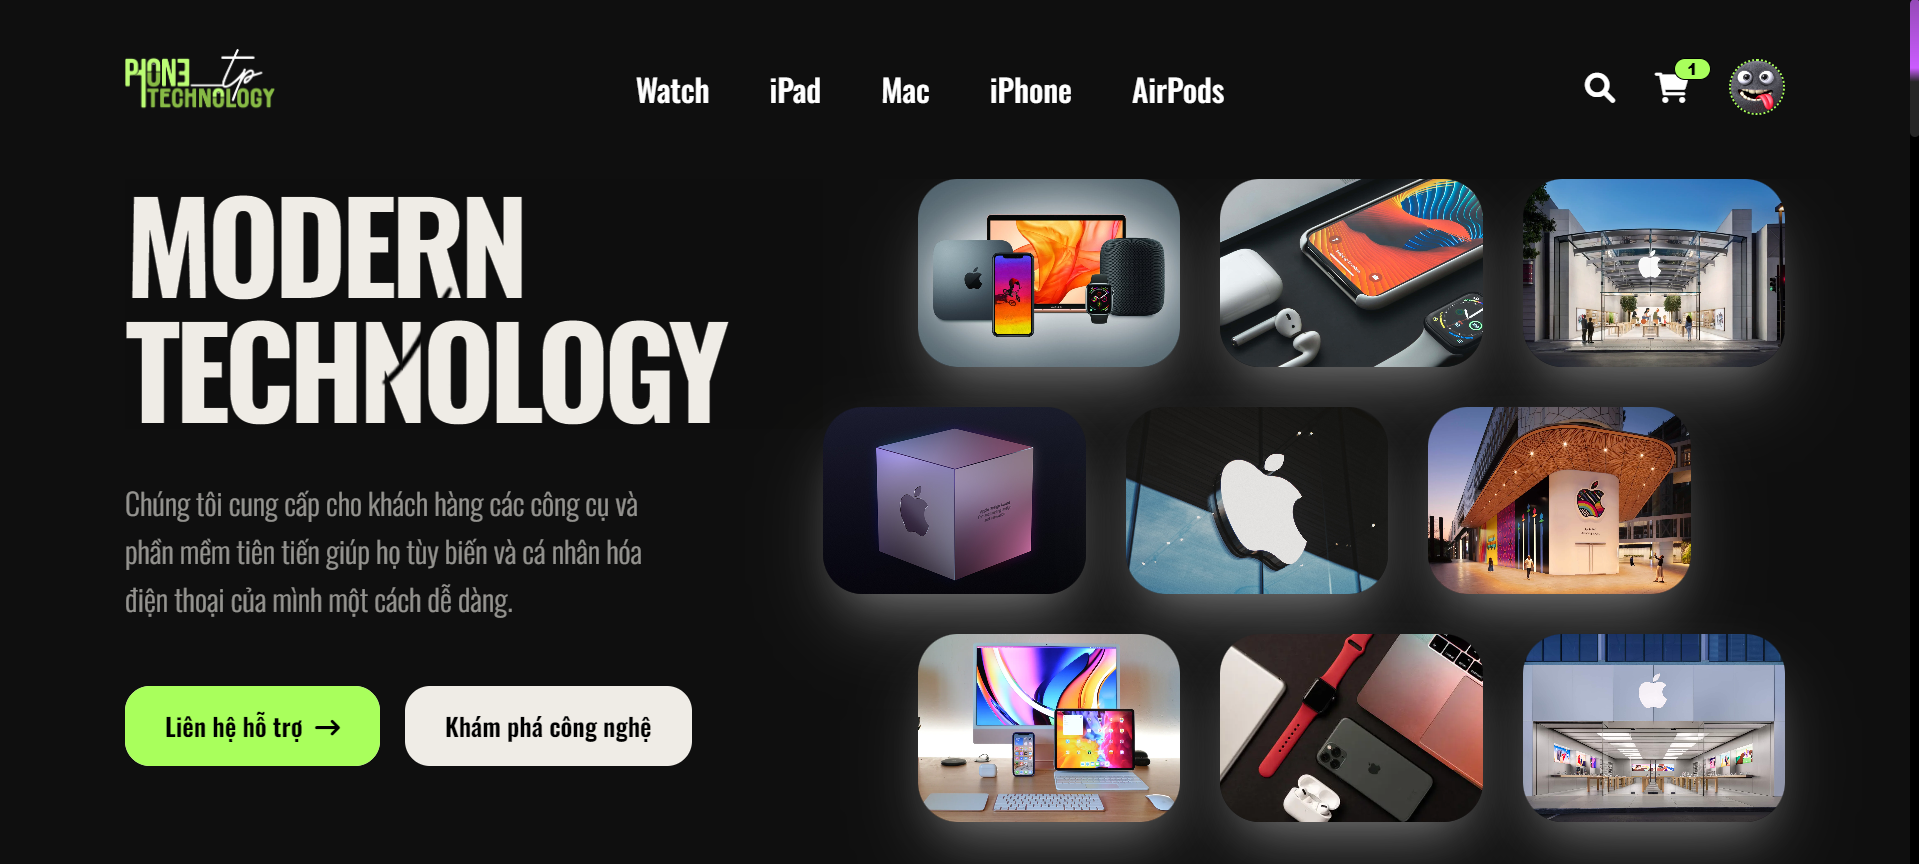 PHONE tp
TECHNOLOGY
Watch
iPad
Mac
iPhone
AirPods
1
MODERN
TECHNOLOGY
Chúng tôi cung cấp cho khách hàng các công cụ và
phần mềm tiên tiến giúp họ tùy biến và cá nhân hóa
điện thoại của mình một cách dễ dàng.
Liên hệ hỗ trợ →
Khám phá công nghệ